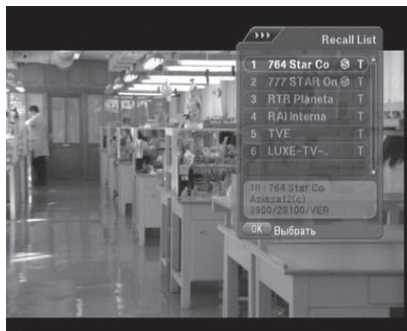 Recall List
1 764 Star Co T
2 777 STAR On T
3 RTR Planeta T
4 RAI Interna T
5 TVE T
6 LUXE-TV-.. T
10 : 764 Star Co
Asiasat2(c)
3900/28100/VER
OK Выбрать